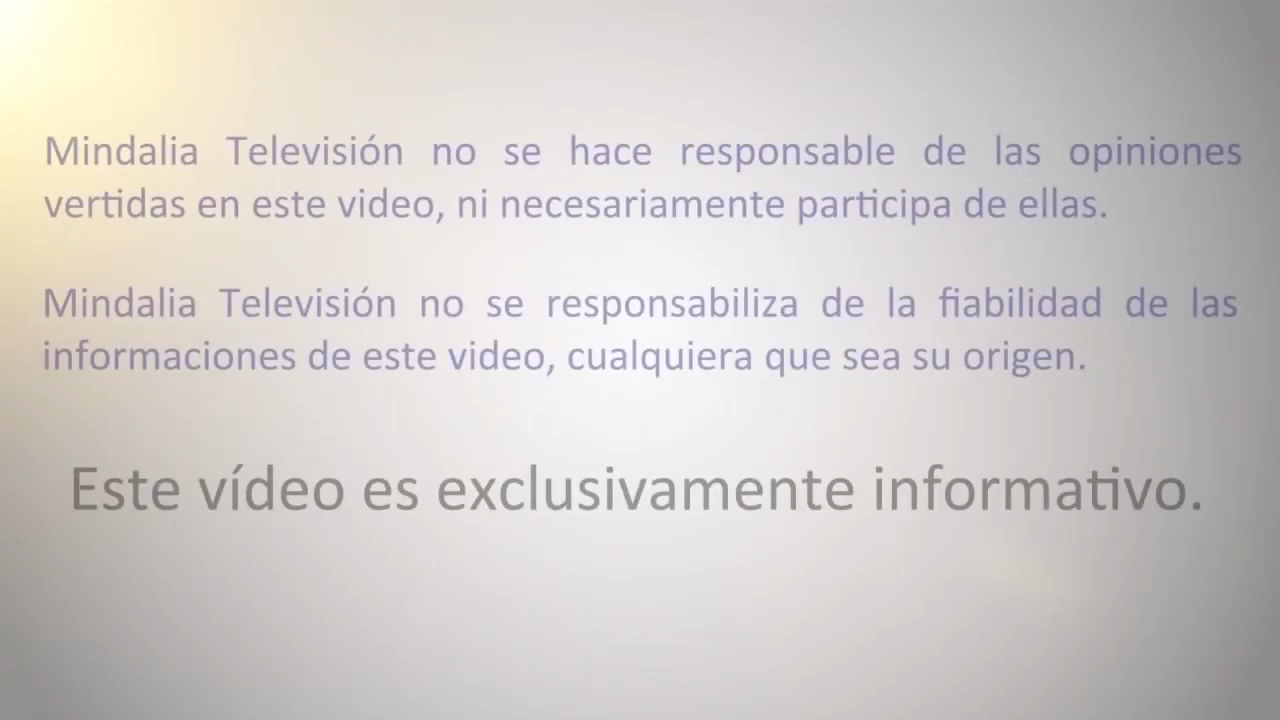 Mindalia Televisión no se hace responsable de las opiniones
vertidas en este video, ni necesariamente participa de ellas.
Mindalia Televisión no se responsabiliza de la fiabilidad de las
informaciones de este video, cualquiera que sea su origen.
Este vídeo es exclusivamente informativo.